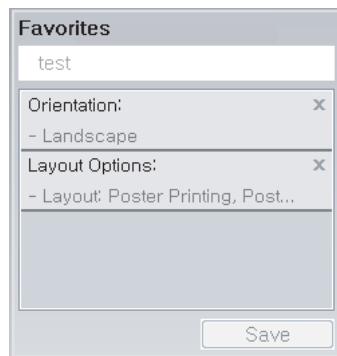 Favorites
test
Orientation: x
- Landscape
Layout Options: x
- Layout: Poster Printing, Post...
Save